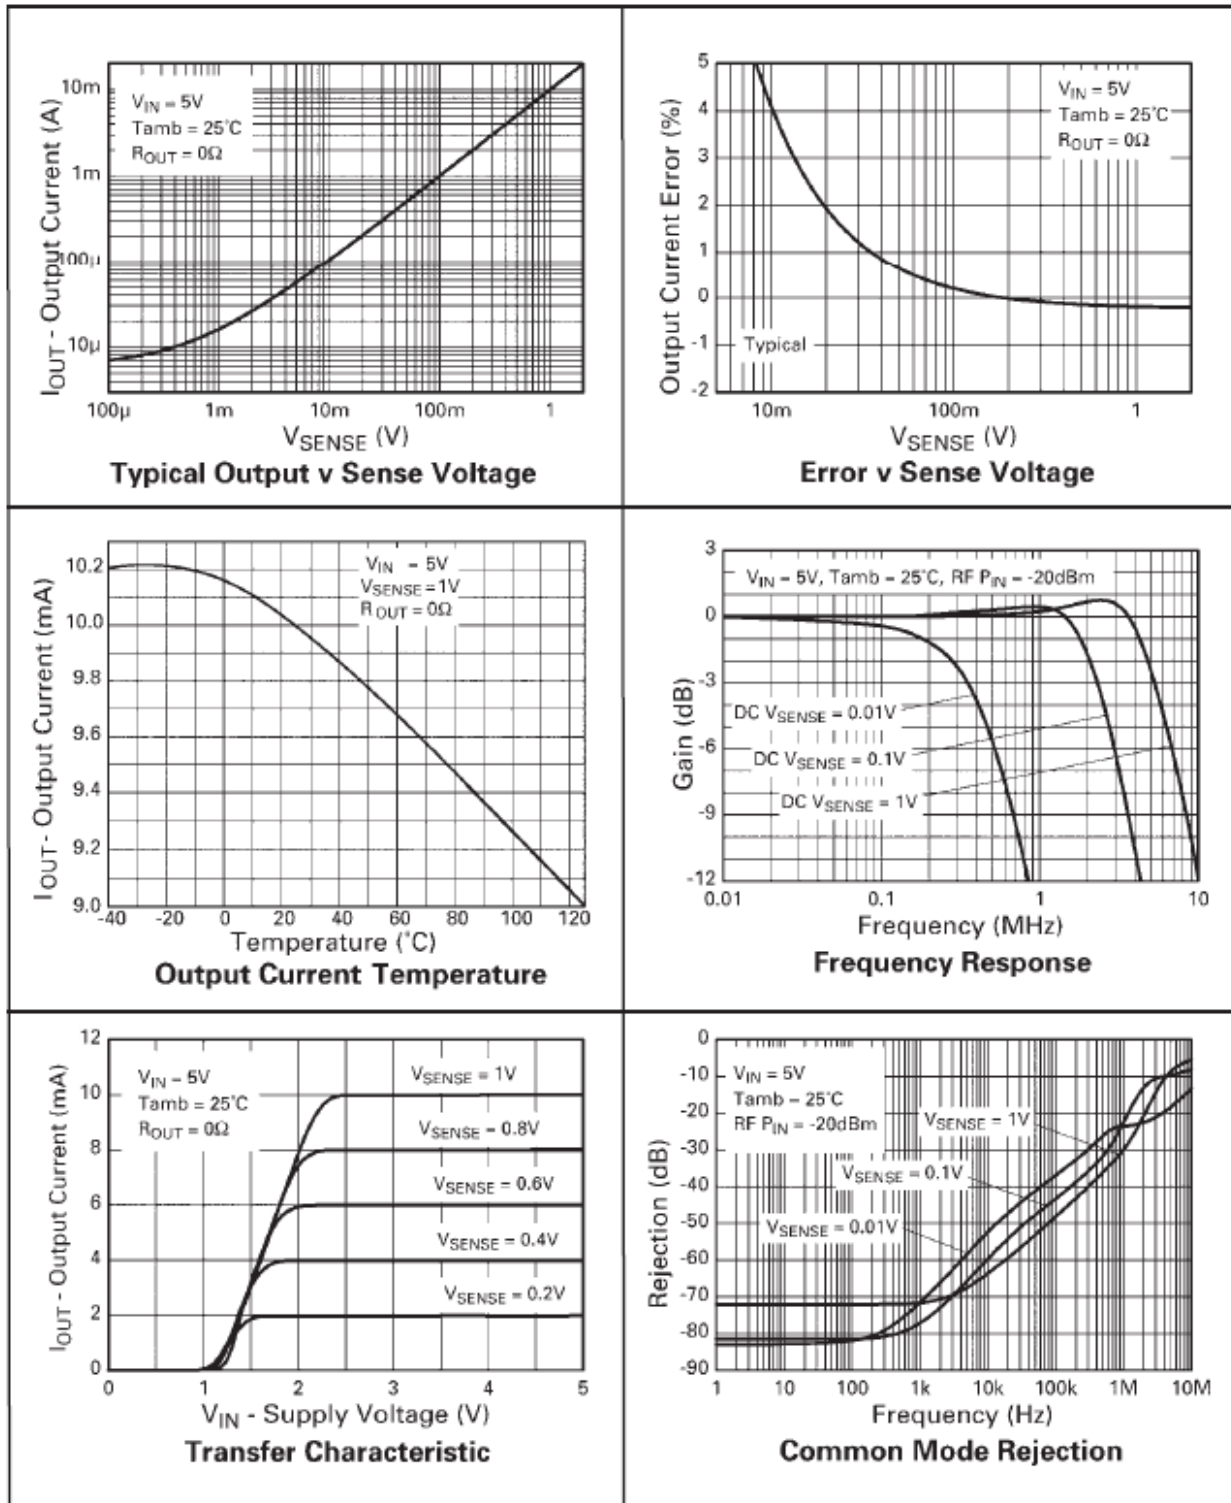 IOUT - Output Current (A)
10m
1m
100µ
10µ
VIN = 5V
Tamb = 25°C
ROUT = 0Ω
100µ 1m 10m 100m 1
VSENSE (V)
Typical Output v Sense Voltage
Output Current Error (%)
5
4
3
2
1
0
-1
-2
VIN = 5V
Tamb = 25°C
ROUT = 0Ω
Typical
10m 100m 1
VSENSE (V)
Error v Sense Voltage
IOUT - Output Current (mA)
10.2
10.0
9.8
9.6
9.4
9.2
9.0
VIN = 5V
VSENSE = 1V
ROUT = 0Ω
-40 -20 0 20 40 60 80 100 120
Temperature (°C)
Output Current Temperature
Gain (dB)
3
0
-3
-6
-9
-12
VIN = 5V, Tamb = 25°C, RF PIN = -20dBm
DC VSENSE = 0.01V
DC VSENSE = 0.1V
DC VSENSE = 1V
0.01 0.1 1 10
Frequency (MHz)
Frequency Response
IOUT - Output Current (mA)
12
10
8
6
4
2
0
VIN = 5V
Tamb = 25°C
ROUT = 0Ω
VSENSE = 1V
VSENSE = 0.8V
VSENSE = 0.6V
VSENSE = 0.4V
VSENSE = 0.2V
0 1 2 3 4 5
VIN - Supply Voltage (V)
Transfer Characteristic
Rejection (dB)
0
-10
-20
-30
-40
-50
-60
-70
-80
-90
VIN = 5V
Tamb = 25°C
RF PIN = -20dBm
VSENSE = 1V
VSENSE = 0.1V
VSENSE = 0.01V
1 10 100 1k 10k 100k 1M 10M
Frequency (Hz)
Common Mode Rejection